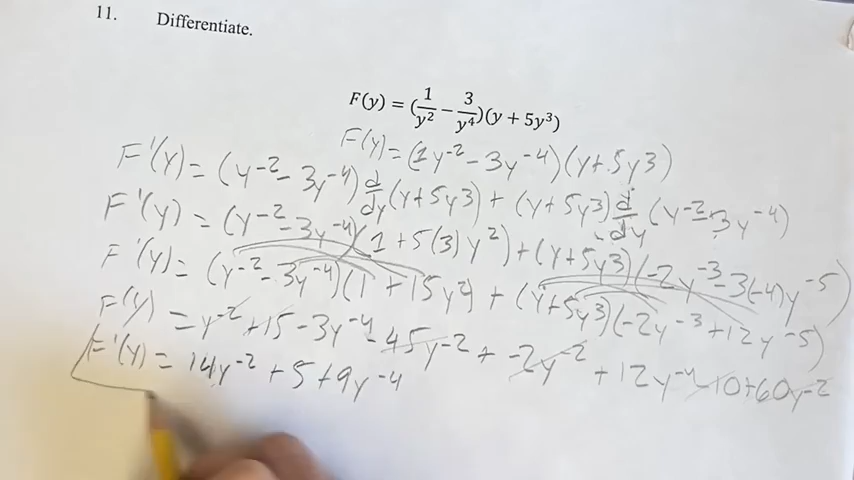 11. Differentiate.
F(y) = (1/y² − 3/y⁴)(y + 5y³)
F(y) = (1y⁻² − 3y⁻⁴)(y + 5y³)
F'(y) = (y⁻² − 3y⁻⁴) d/dy (y + 5y³) + (y + 5y³) d/dy (y⁻² − 3y⁻⁴)
F'(y) = (y⁻² − 3y⁻⁴)(1 + 5(3)y²) + (y + 5y³)(−2y⁻³ − 3(−4)y⁻⁵)
F'(y) = (y⁻² − 3y⁻⁴)(1 + 15y²) + (y + 5y³)(−2y⁻³ + 12y⁻⁵)
F'(y) = y⁻² + 15 − 3y⁻⁴ − 45y⁻² + −2y⁻² + 12y⁻⁴ − 10 + 60y⁻²
F'(y) = 14y⁻² + 5 + 9y⁻⁴